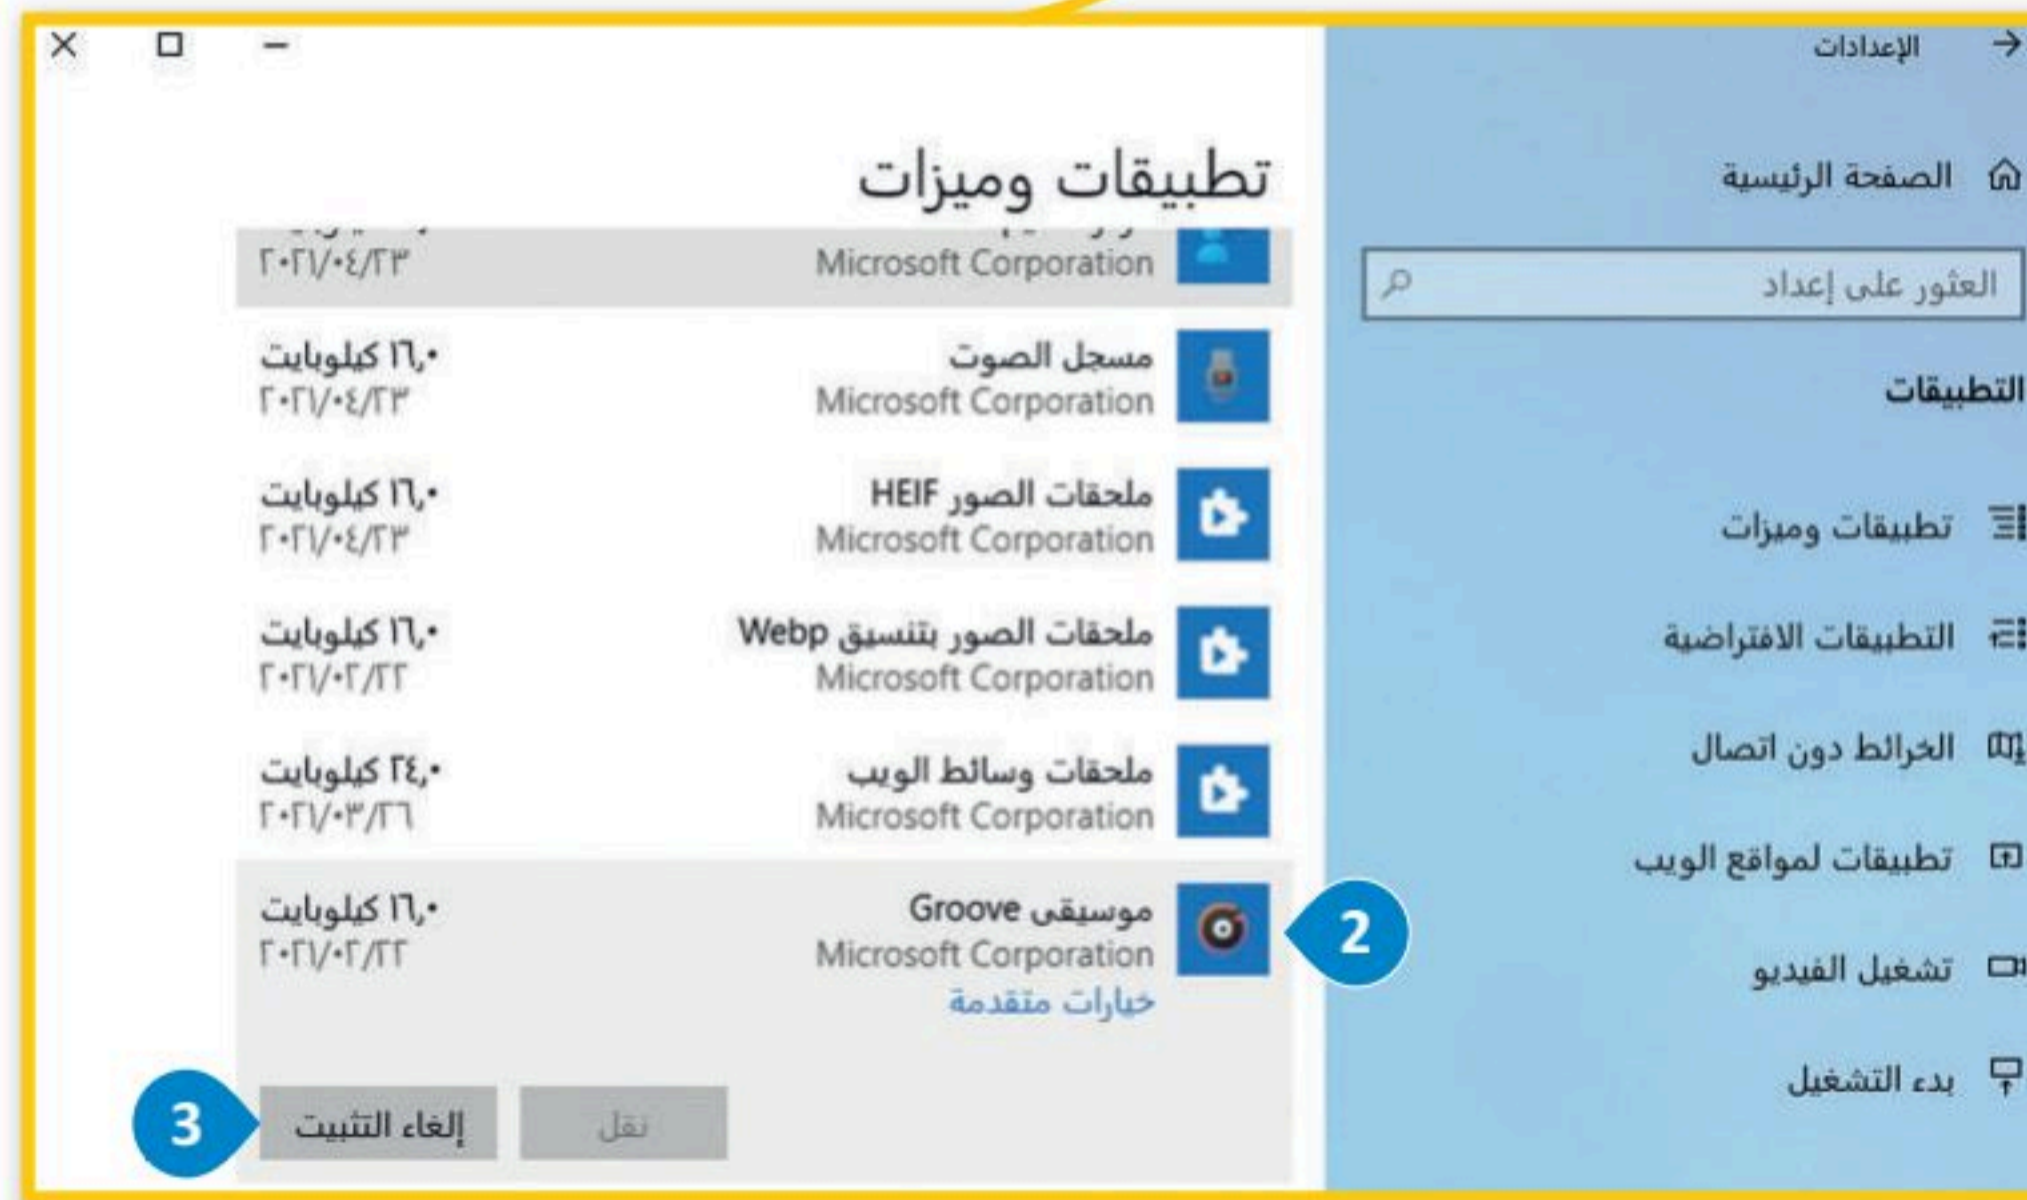 الإعدادات
الصفحة الرئيسية
العثور على إعداد
التطبيقات
تطبيقات وميزات
التطبيقات الافتراضية
الخرائط دون اتصال
تطبيقات لمواقع الويب
تشغيل الفيديو
بدء التشغيل
تطبيقات وميزات
Microsoft Corporation ٢٠٢١/٠٤/٢٣
مسجل الصوت ١٦,٠ كيلوبايت
Microsoft Corporation ٢٠٢١/٠٤/٢٣
ملحقات الصور HEIF ١٦,٠ كيلوبايت
Microsoft Corporation ٢٠٢١/٠٤/٢٣
ملحقات الصور بتنسيق Webp ١٦,٠ كيلوبايت
Microsoft Corporation ٢٠٢١/٠٢/٢٢
ملحقات وسائط الويب ٢٤,٠ كيلوبايت
Microsoft Corporation ٢٠٢١/٠٣/٢٦
موسيقى Groove ١٦,٠ كيلوبايت
Microsoft Corporation ٢٠٢١/٠٢/٢٢
خيارات متقدمة
2
نقل
إلغاء التثبيت
3